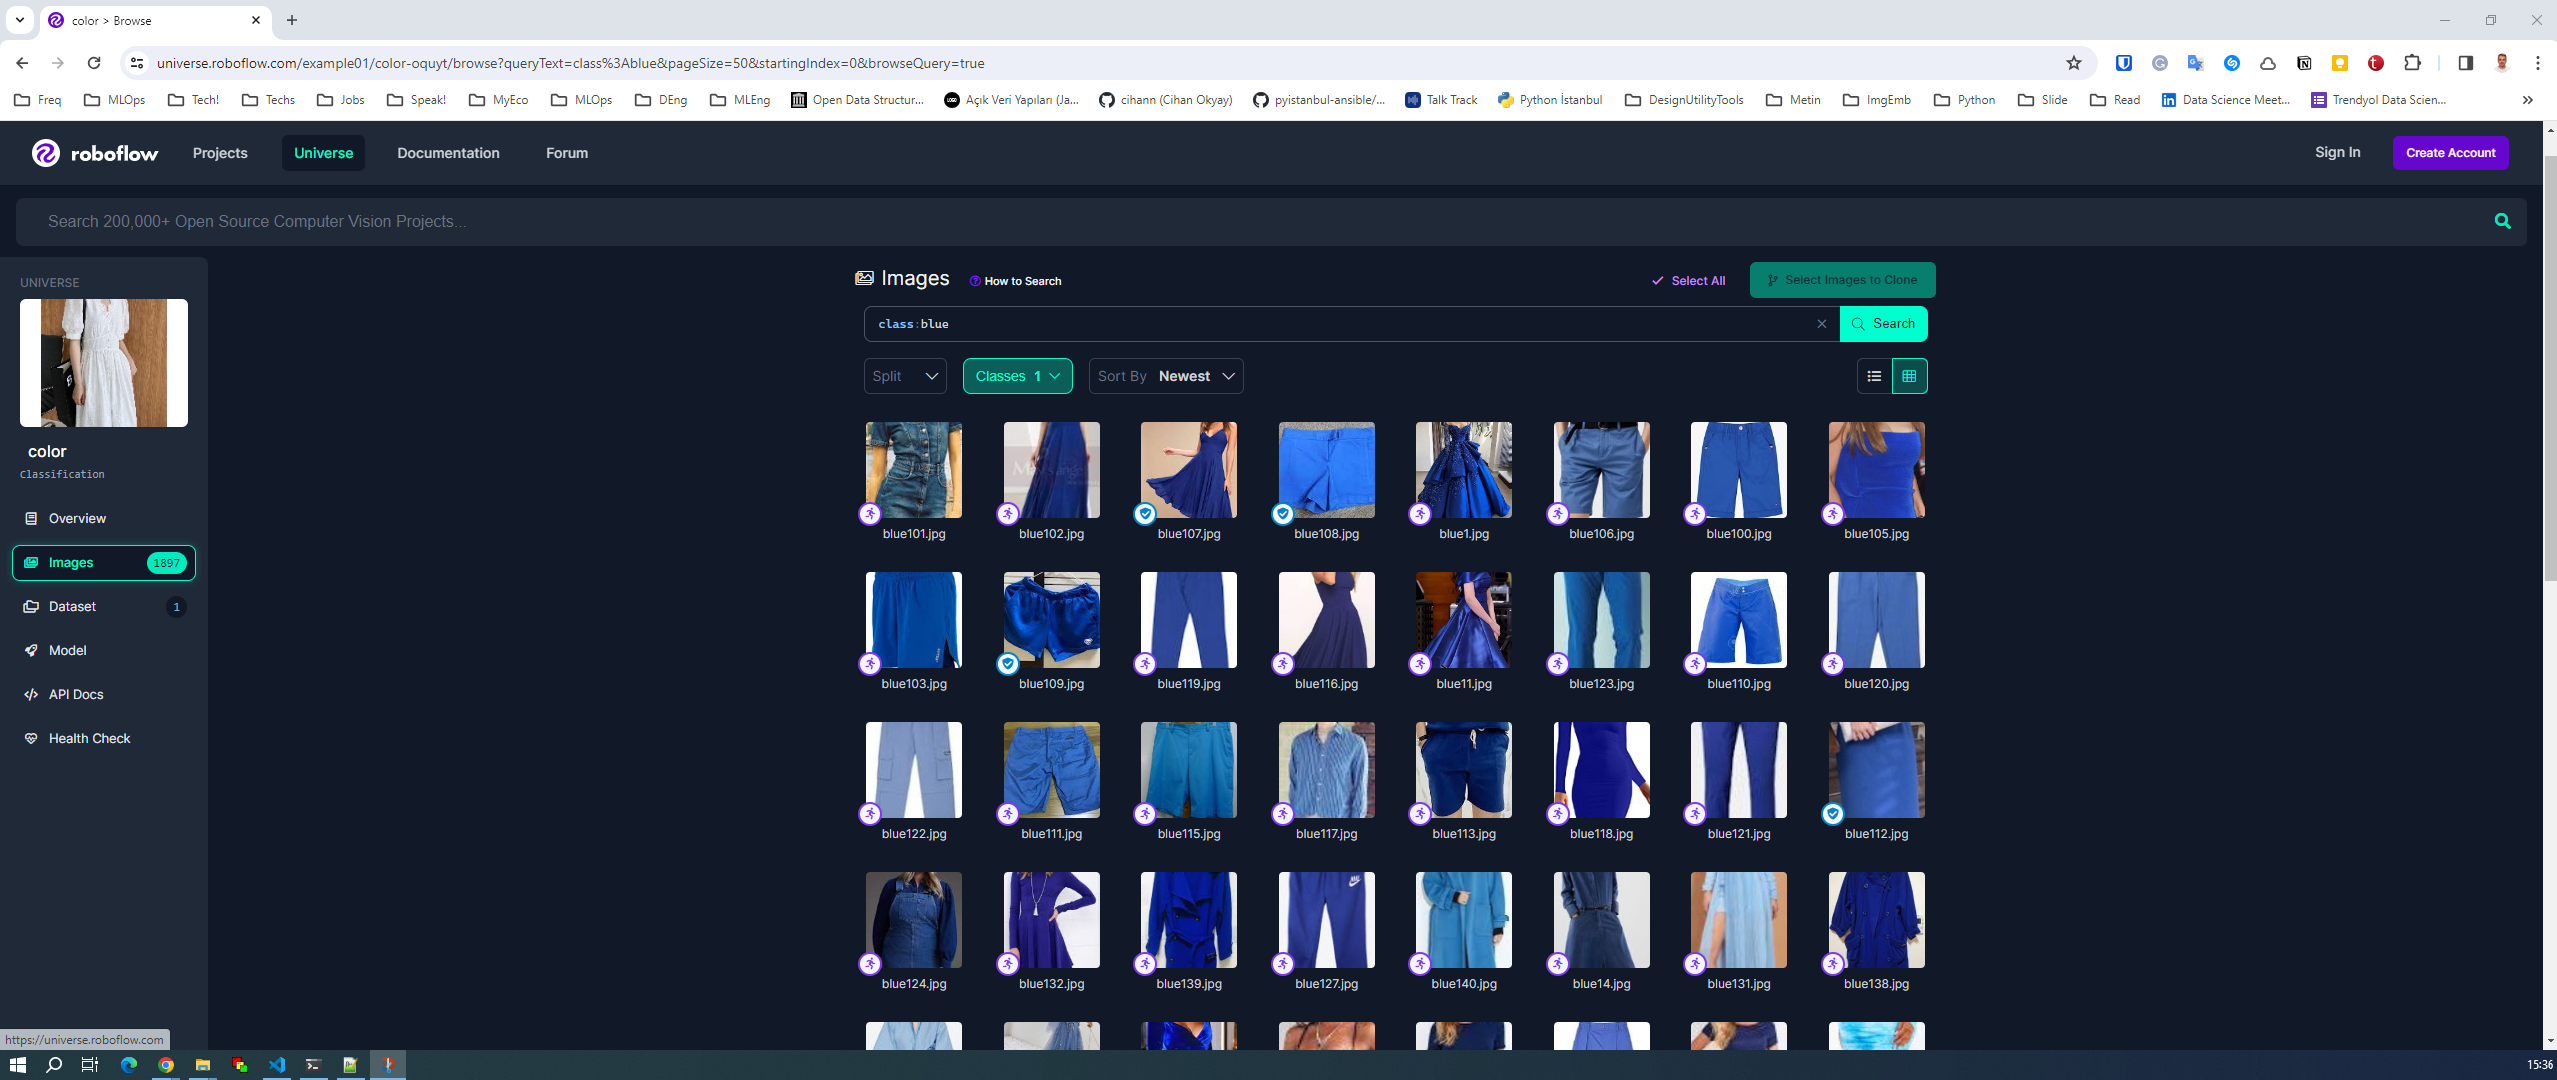 color > Browse
universe.roboflow.com/example01/color-oquyt/browse?queryText=class%3Ablue&pageSize=50&startingIndex=0&browseQuery=true
Freq MLOps Tech! Techs Jobs Speak! MyEco MLOps DEng MLEng Open Data Structur... Açık Veri Yapıları (Ja... cihann (Cihan Okyay) pyistanbul-ansible/... Talk Track Python İstanbul DesignUtilityTools Metin ImgEmb Python Slide Read Data Science Meet... Trendyol Data Scien... »
roboflow Projects Universe Documentation Forum Sign In Create Account
Search 200,000+ Open Source Computer Vision Projects...
UNIVERSE
color
Classification
Overview
Images 1897
Dataset 1
Model
API Docs
Health Check
Images How to Search Select All Select Images to Clone
class:blue Search
Split Classes 1 Sort By Newest
blue101.jpg blue102.jpg blue107.jpg blue108.jpg blue1.jpg blue106.jpg blue100.jpg blue105.jpg
blue103.jpg blue109.jpg blue119.jpg blue116.jpg blue11.jpg blue123.jpg blue110.jpg blue120.jpg
blue122.jpg blue111.jpg blue115.jpg blue117.jpg blue113.jpg blue118.jpg blue121.jpg blue112.jpg
blue124.jpg blue132.jpg blue139.jpg blue127.jpg blue140.jpg blue14.jpg blue131.jpg blue138.jpg
https://universe.roboflow.com
15:36